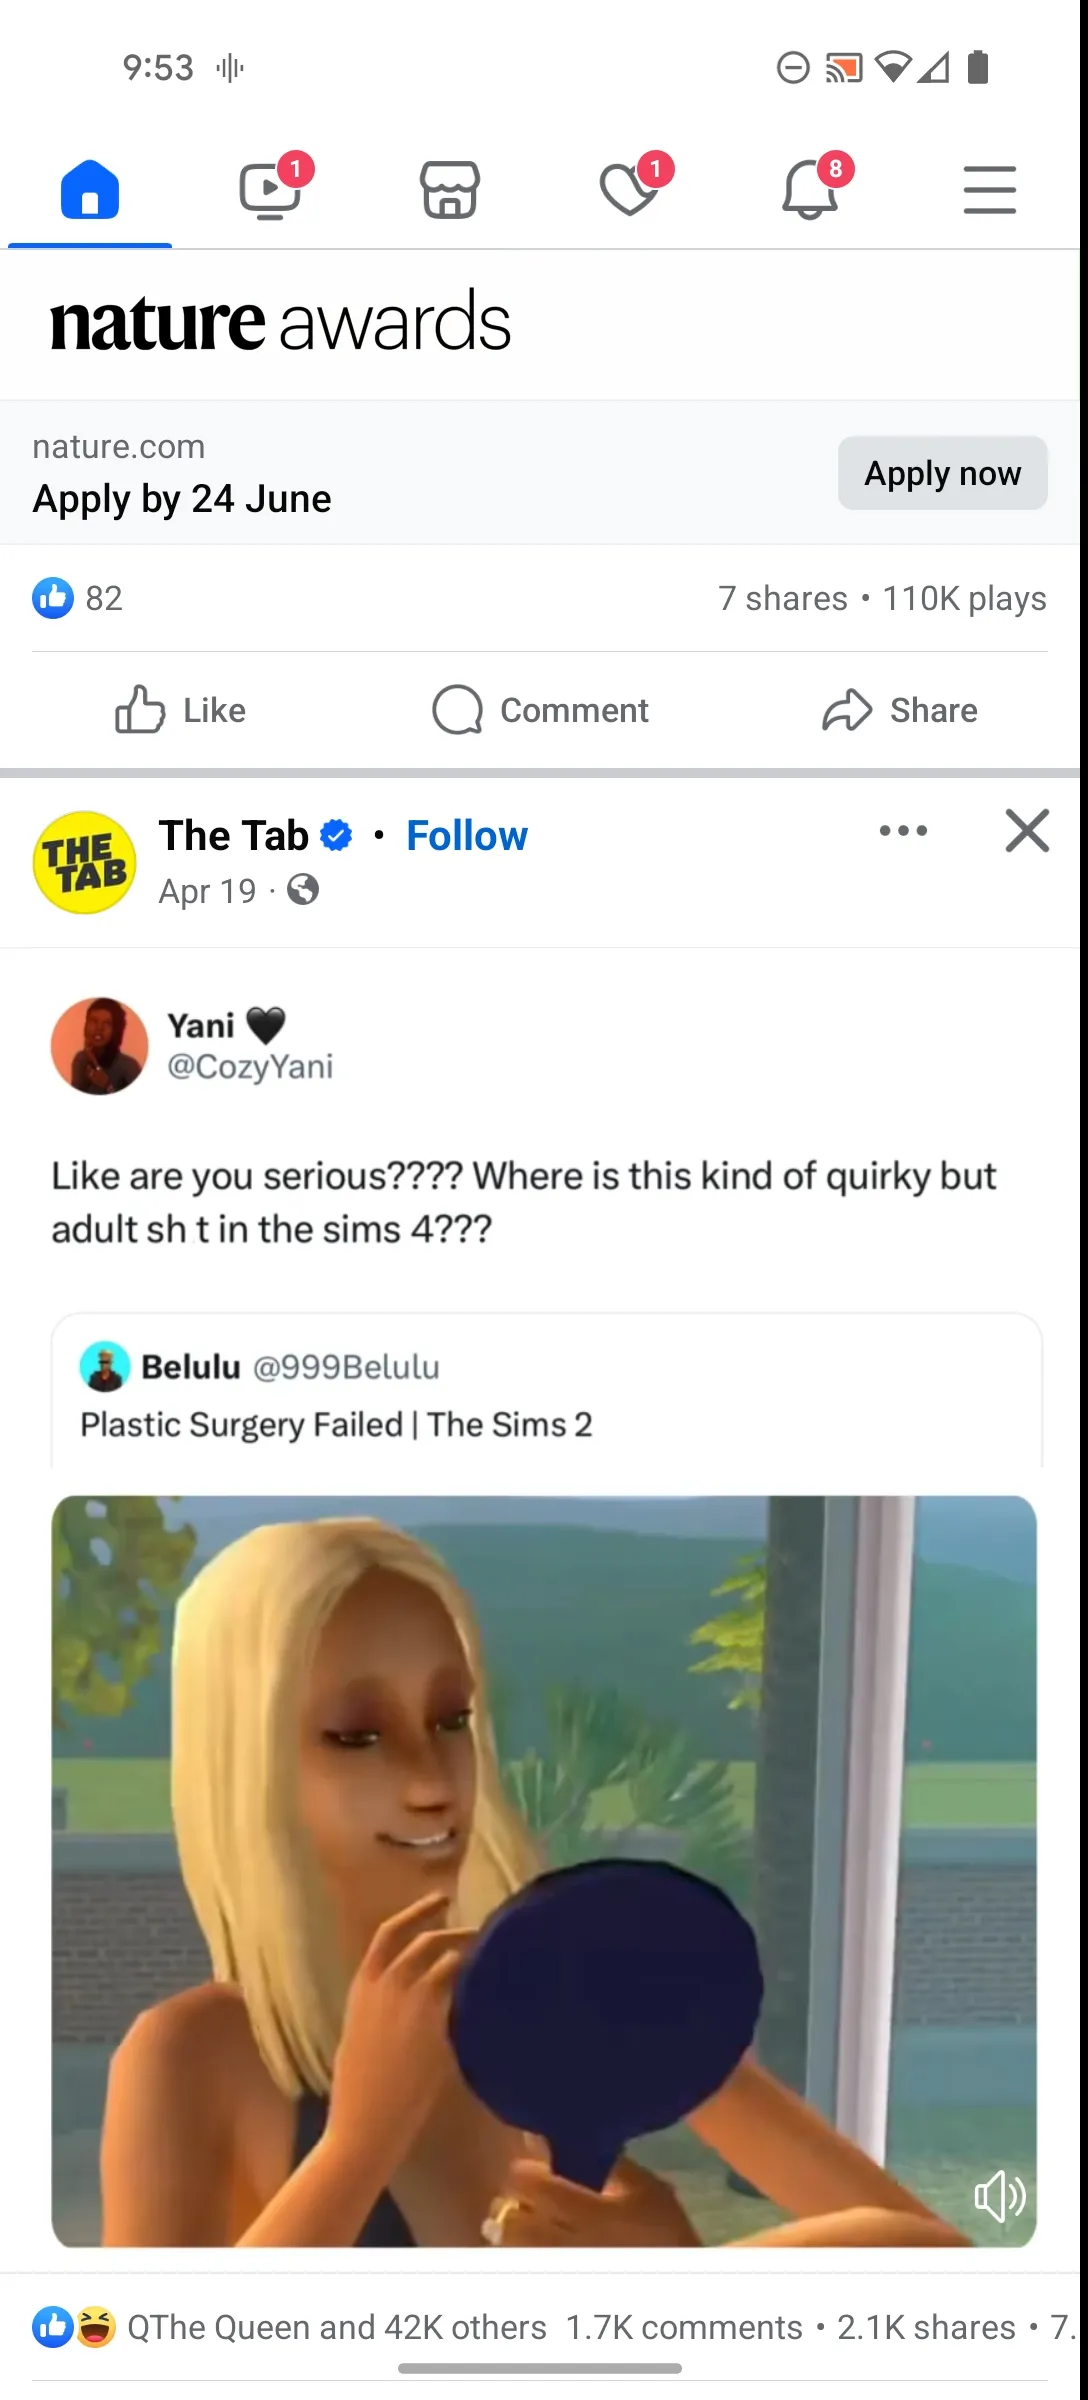 9:53
1
1
8
nature awards
nature.com
Apply by 24 June
Apply now
82
7 shares • 110K plays
Like
Comment
Share
THE TAB
The Tab • Follow
Apr 19 ·
Yani 🖤
@CozyYani
Like are you serious???? Where is this kind of quirky but
adult sh t in the sims 4???
Belulu @999Belulu
Plastic Surgery Failed | The Sims 2
QThe Queen and 42K others 1.7K comments • 2.1K shares • 7.